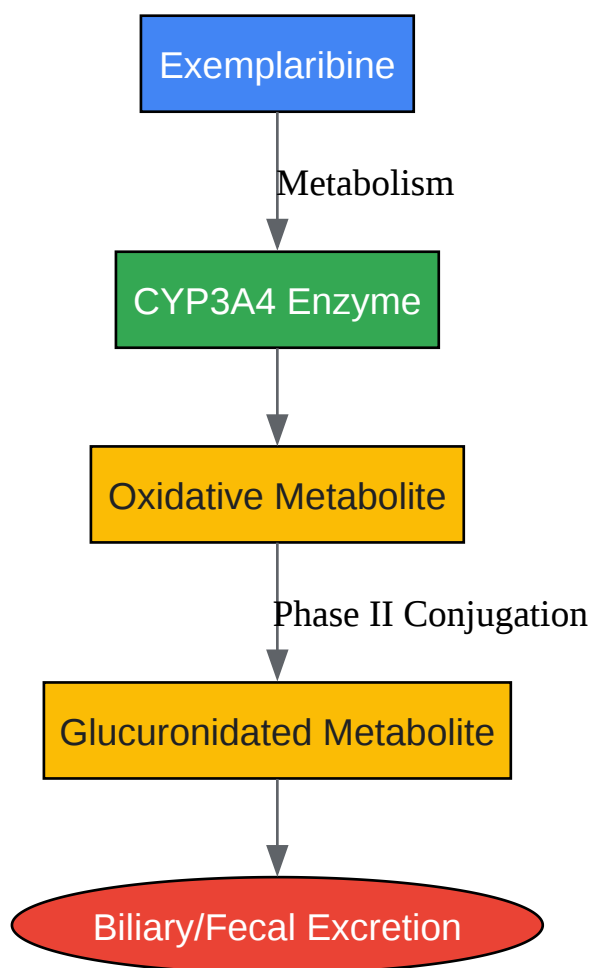 Exemplaribine
Metabolism
CYP3A4 Enzyme
Oxidative Metabolite
Phase II Conjugation
Glucuronidated Metabolite
Biliary/Fecal Excretion